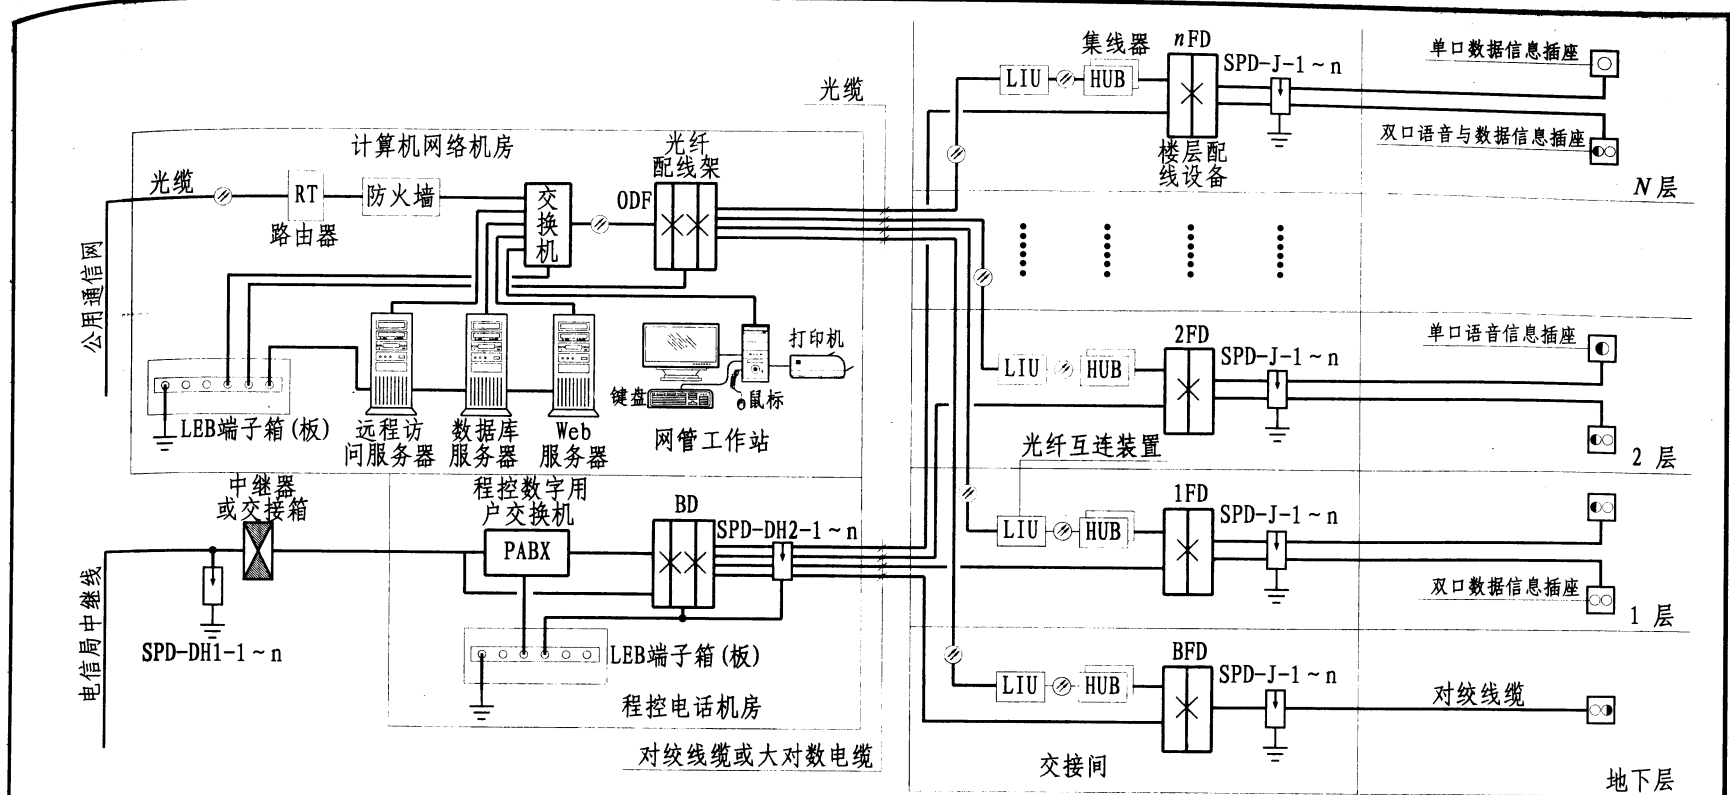 集线器
nFD
SPD-J-1~n
单口数据信息插座
LIU
HUB
光缆
双口语音与数据信息插座
楼层配
线设备
N层
计算机网络机房
光纤
配线架
光缆
RT
防火墙
交换机
ODF
路由器
公用通信网
打印机
键盘
鼠标
LEB端子箱(板)
远程访
问服务器
数据库
服务器
Web
服务器
网管工作站
2FD
SPD-J-1~n
单口语音信息插座
LIU
HUB
光纤互连装置
2 层
中继器
或交接箱
程控数字用
户交换机
BD
PABX
SPD-DH2-1~n
1FD
SPD-J-1~n
LIU
HUB
双口数据信息插座
1 层
电信局中继线
SPD-DH1-1~n
LEB端子箱(板)
程控电话机房
BFD
SPD-J-1~n
LIU
HUB
对绞线缆
对绞线缆或大对数电缆
交接间
地下层